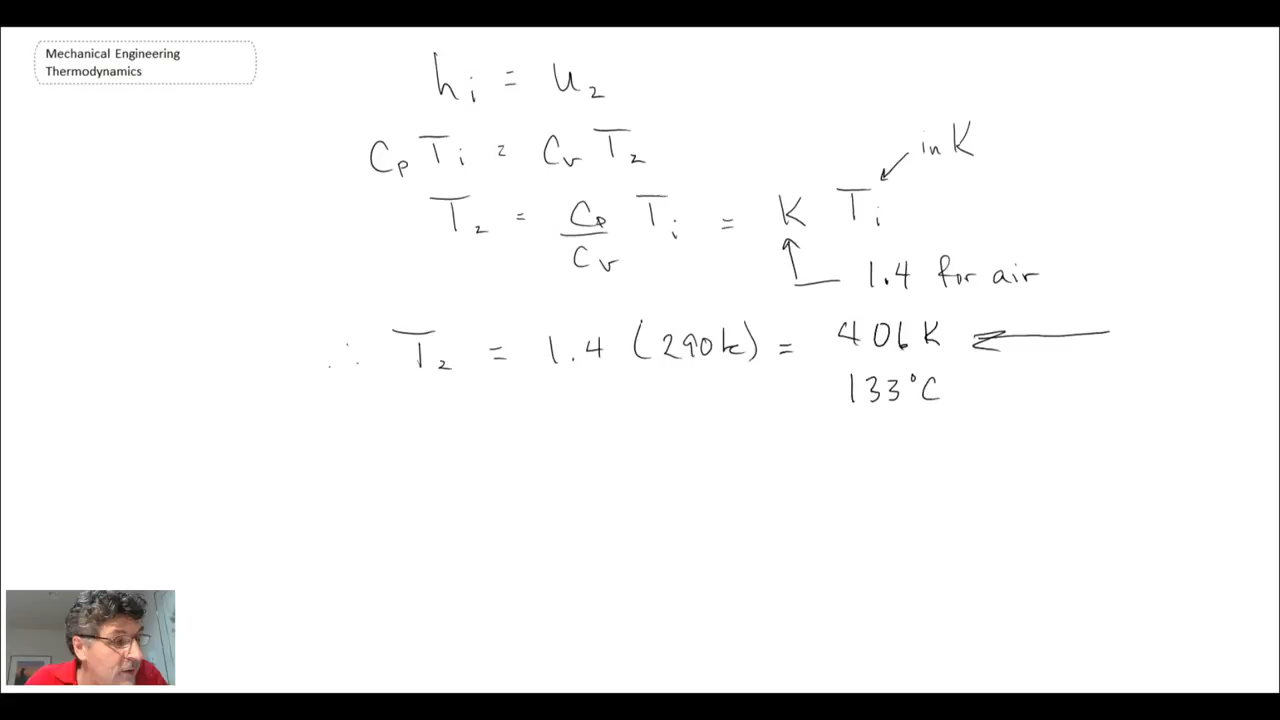 Mechanical Engineering
Thermodynamics
hᵢ = u₂
Cₚ Tᵢ = Cᵥ T₂
T₂ = Cₚ/Cᵥ Tᵢ = K Tᵢ
in K
1.4 for air
∴ T₂ = 1.4 (290k) = 406K
133°C